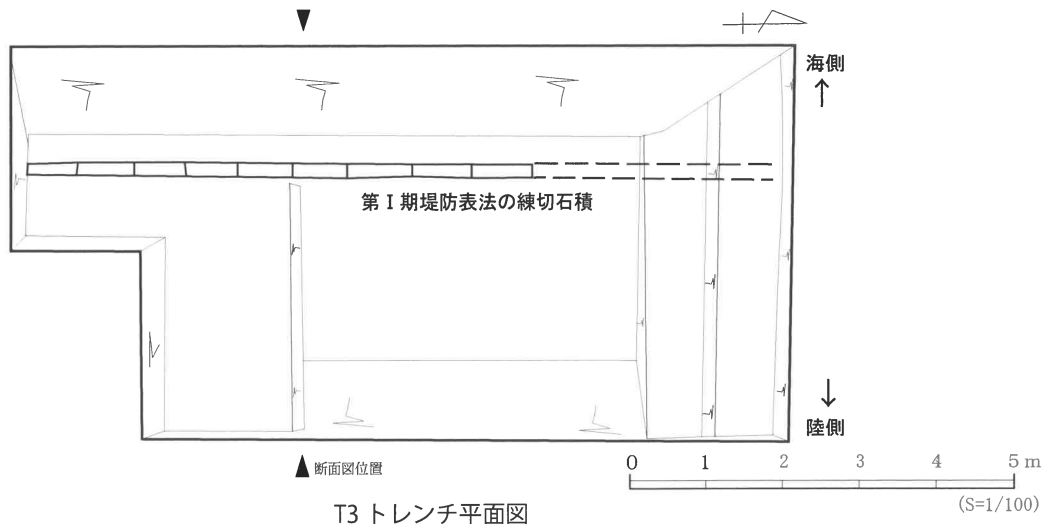 海側
↑
第Ⅰ期堤防表法の練切石積
↓
陸側
▲断面図位置
0 1 2 3 4 5 m
(S=1/100)
T3 トレンチ平面図